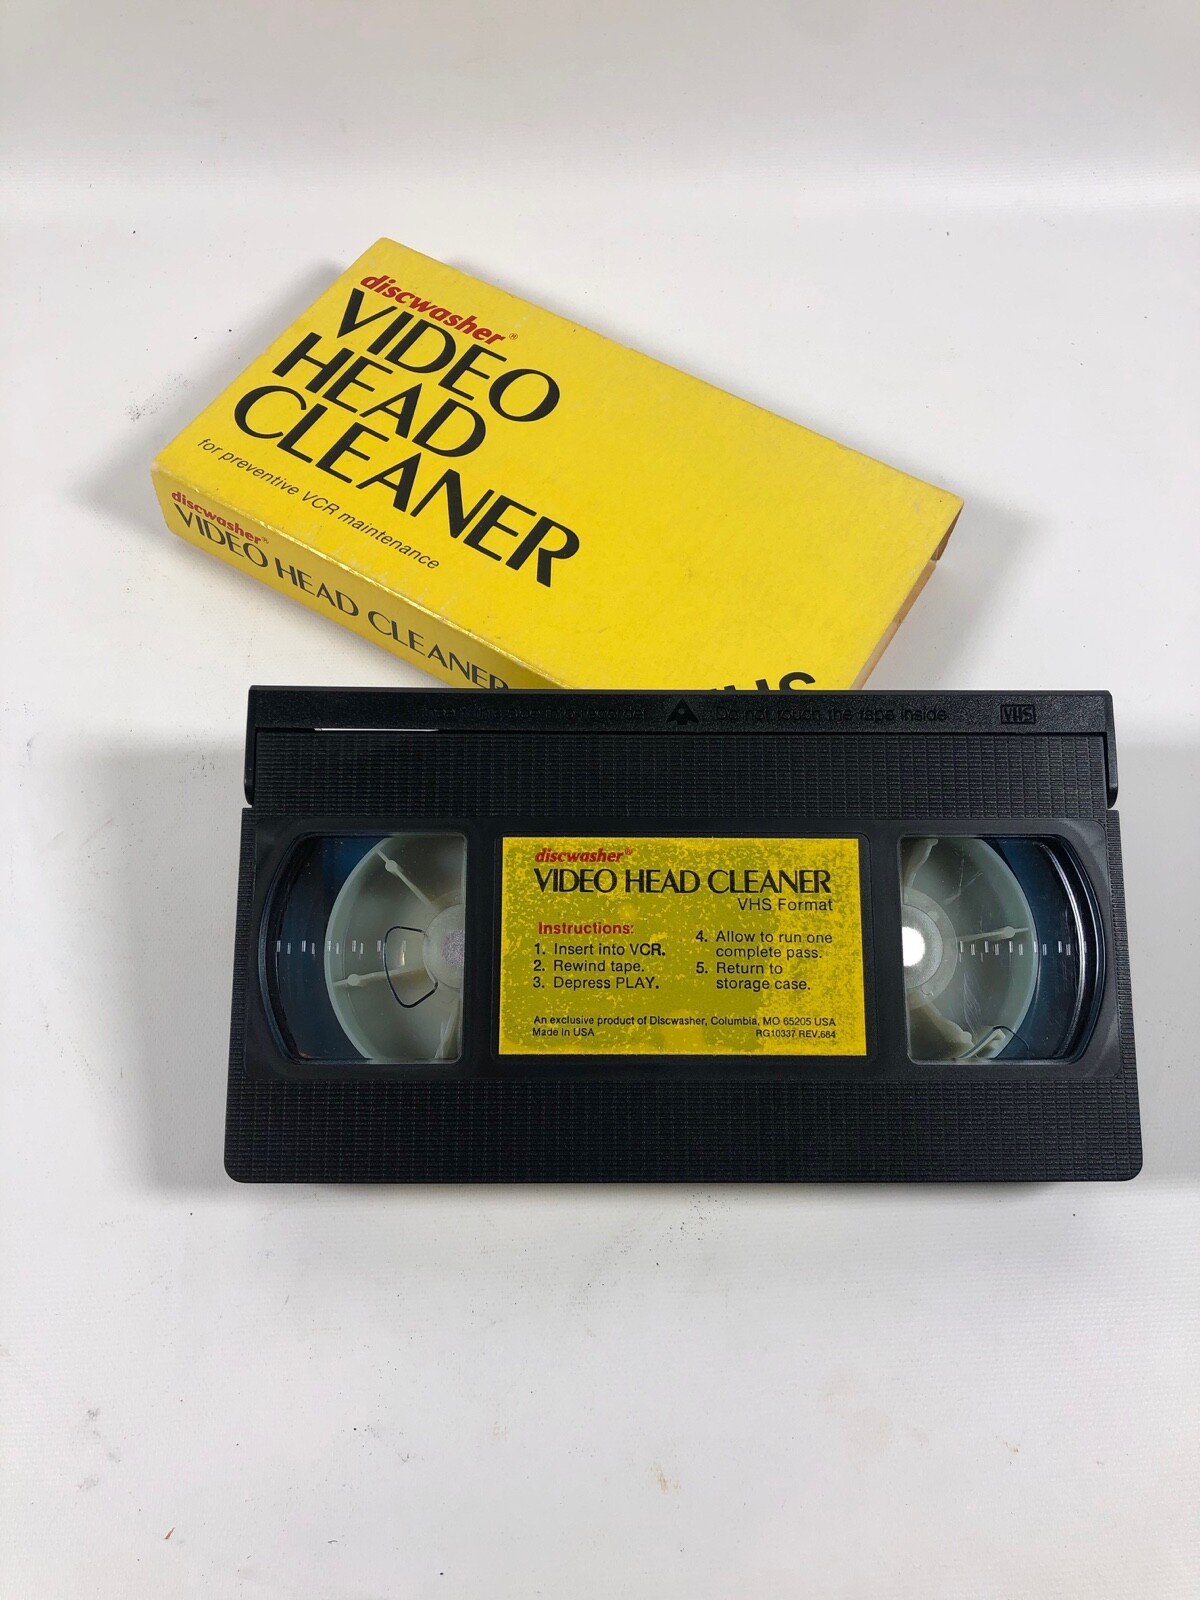 discwasher®
VIDEO
HEAD
CLEANER
for preventive VCR maintenance
discwasher®
VIDEO HEAD CLEANER
VHS
Do not touch the tape inside
VHS
discwasher®
VIDEO HEAD CLEANER
VHS Format
Instructions:
1. Insert into VCR.
2. Rewind tape.
3. Depress PLAY.
4. Allow to run one
complete pass.
5. Return to
storage case.
An exclusive product of Discwasher, Columbia, MO 65205 USA
Made in USA
RG10337 REV.684